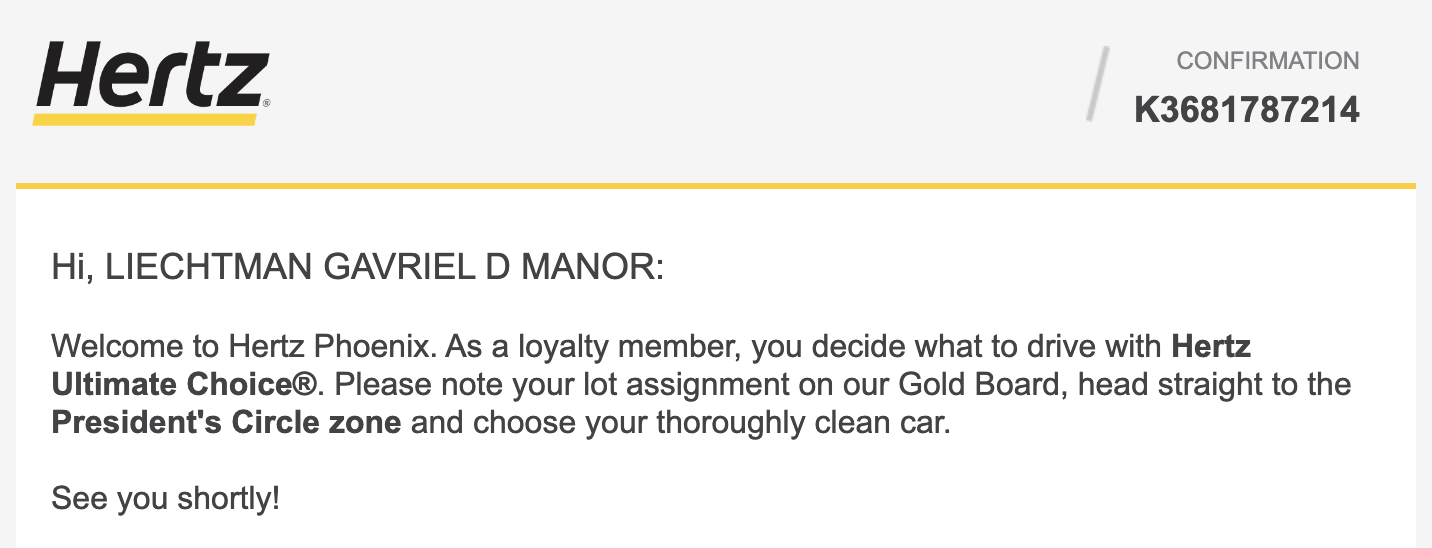 Hertz®
CONFIRMATION
K3681787214
Hi, LIECHTMAN GAVRIEL D MANOR:
Welcome to Hertz Phoenix. As a loyalty member, you decide what to drive with Hertz
Ultimate Choice®. Please note your lot assignment on our Gold Board, head straight to the
President's Circle zone and choose your thoroughly clean car.
See you shortly!